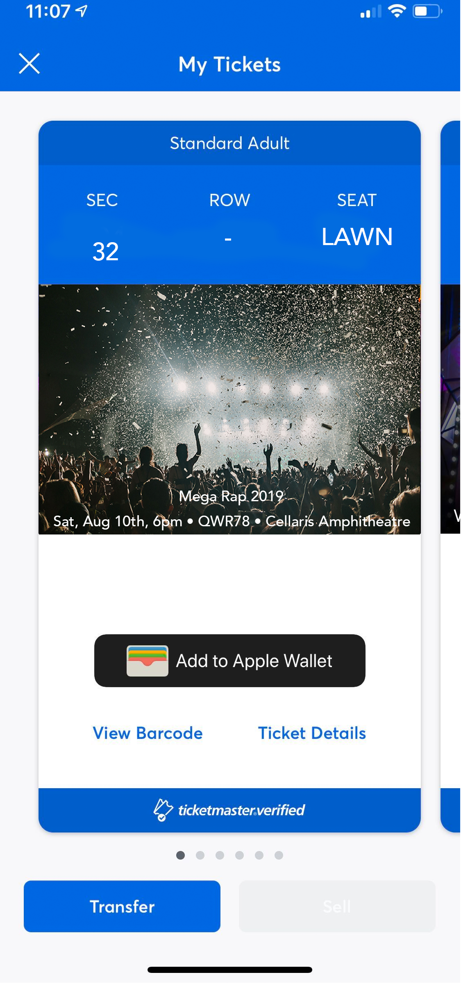 11:07
My Tickets
Standard Adult
SEC ROW SEAT
32 - LAWN
Mega Rap 2019
Sat, Aug 10th, 6pm • QWR78 • Cellaris Amphitheatre
Add to Apple Wallet
View Barcode Ticket Details
ticketmaster® verified
Transfer Sell